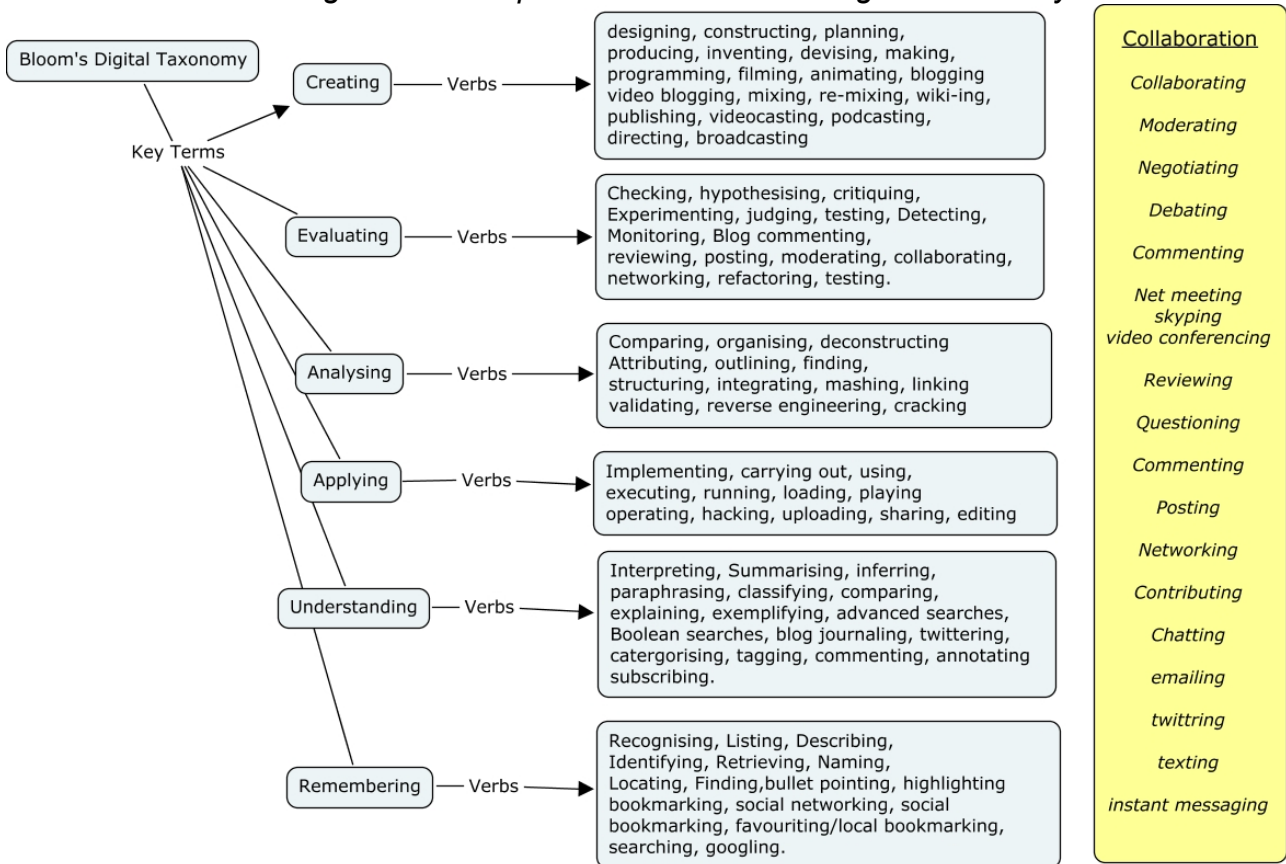 Bloom's Digital Taxonomy
Key Terms
Creating
Verbs
designing, constructing, planning,
producing, inventing, devising, making,
programming, filming, animating, blogging
video blogging, mixing, re-mixing, wiki-ing,
publishing, videocasting, podcasting,
directing, broadcasting
Evaluating
Verbs
Checking, hypothesising, critiquing,
Experimenting, judging, testing, Detecting,
Monitoring, Blog commenting,
reviewing, posting, moderating, collaborating,
networking, refactoring, testing.
Analysing
Verbs
Comparing, organising, deconstructing
Attributing, outlining, finding,
structuring, integrating, mashing, linking
validating, reverse engineering, cracking
Applying
Verbs
Implementing, carrying out, using,
executing, running, loading, playing
operating, hacking, uploading, sharing, editing
Understanding
Verbs
Interpreting, Summarising, inferring,
paraphrasing, classifying, comparing,
explaining, exemplifying, advanced searches,
Boolean searches, blog journaling, twittering,
catergorising, tagging, commenting, annotating
subscribing.
Remembering
Verbs
Recognising, Listing, Describing,
Identifying, Retrieving, Naming,
Locating, Finding,bullet pointing, highlighting
bookmarking, social networking, social
bookmarking, favouriting/local bookmarking,
searching, googling.
Collaboration
Collaborating
Moderating
Negotiating
Debating
Commenting
Net meeting
skyping
video conferencing
Reviewing
Questioning
Commenting
Posting
Networking
Contributing
Chatting
emailing
twittring
texting
instant messaging